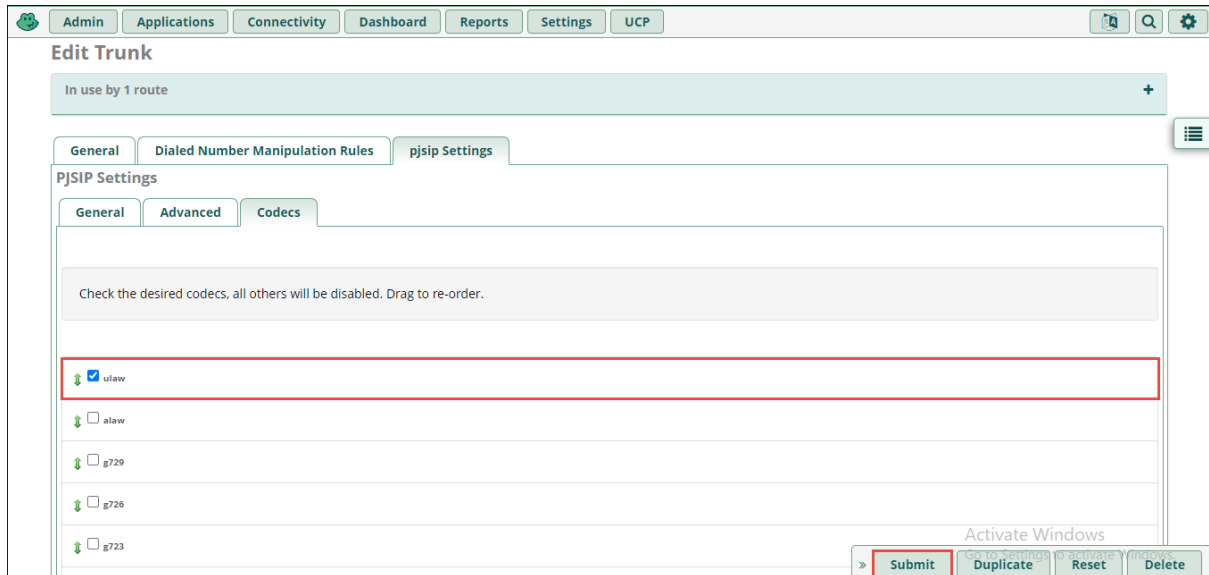 Admin Applications Connectivity Dashboard Reports Settings UCP
Edit Trunk
In use by 1 route +
General Dialed Number Manipulation Rules pjsip Settings
PJSIP Settings
General Advanced Codecs
Check the desired codecs, all others will be disabled. Drag to re-order.
ulaw
alaw
g729
g726
g723
Activate Windows
Go to Settings to activate Windows.
» Submit Duplicate Reset Delete